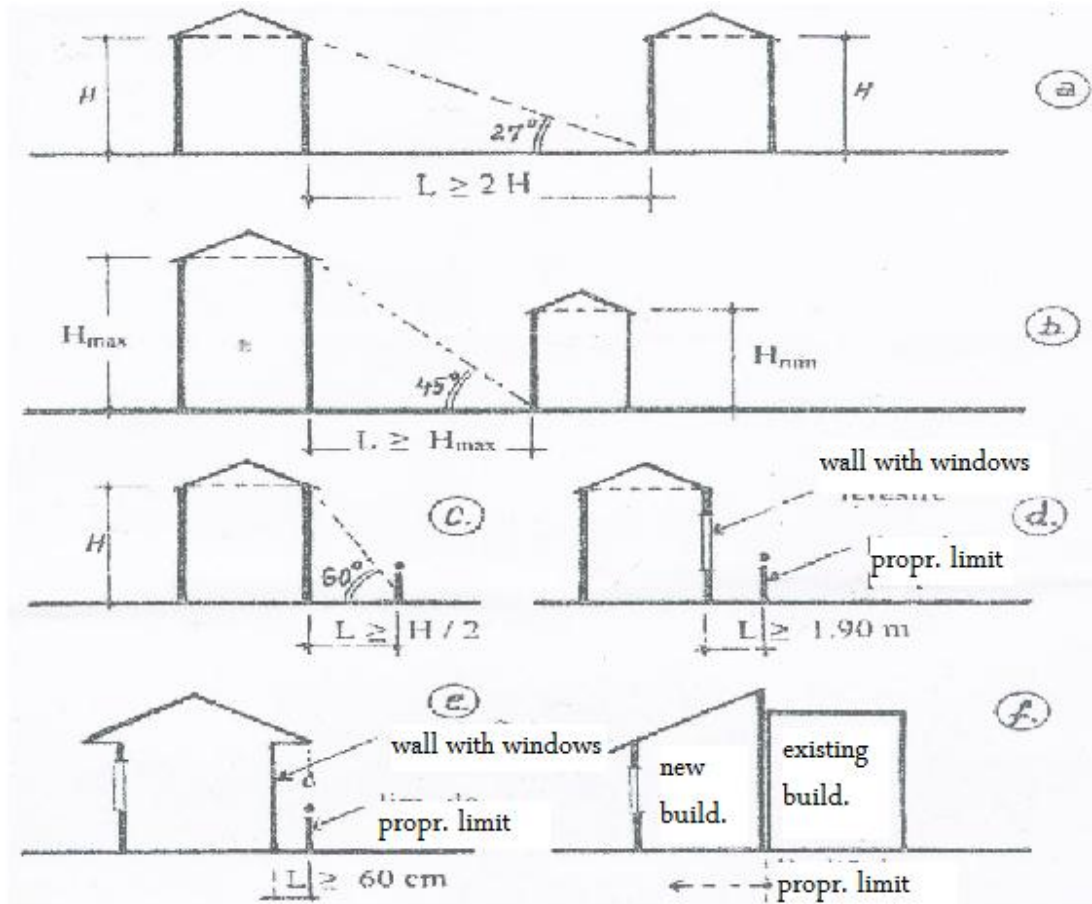 H
27°
H
a
L ≥ 2 H
Hmax
45°
Hmin
b
L ≥ Hmax
wall with windows
H
60°
c.
d.
propr. limit
L ≥ H / 2
L ≥ 1.90 m
e.
f.
wall with windows
propr. limit
new
build.
existing
build.
L ≥ 60 cm
propr. limit